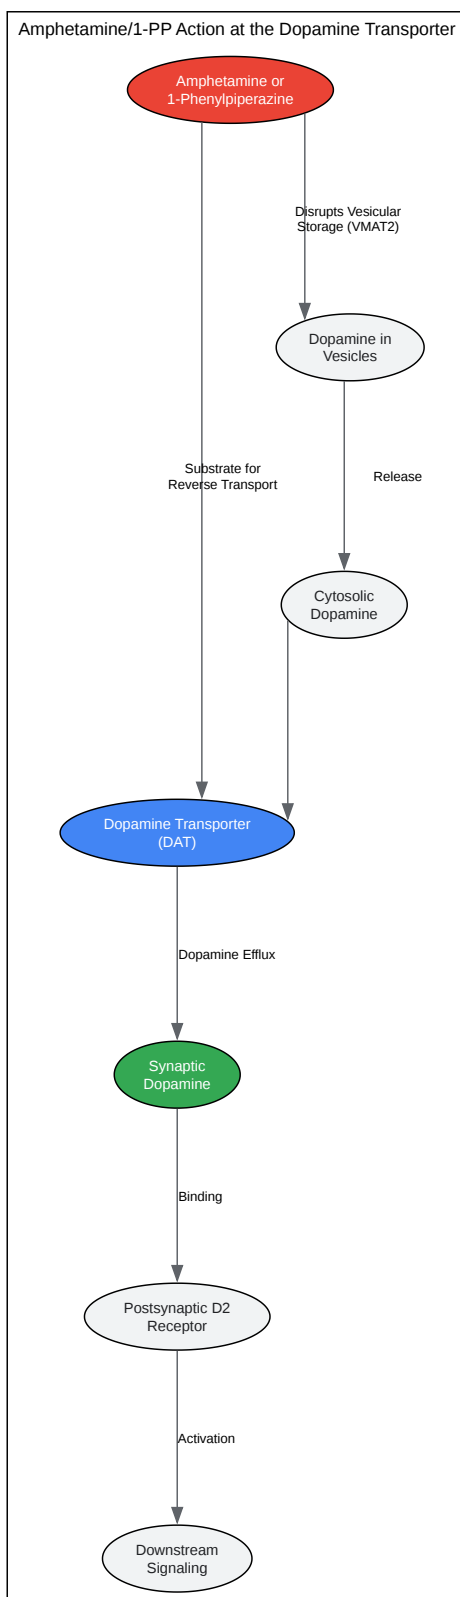 Amphetamine/1-PP Action at the Dopamine Transporter
Amphetamine or
1-Phenylpiperazine
Disrupts Vesicular
Storage (VMAT2)
Dopamine in
Vesicles
Substrate for
Reverse Transport
Release
Cytosolic
Dopamine
Dopamine Transporter
(DAT)
Dopamine Efflux
Synaptic
Dopamine
Binding
Postsynaptic D2
Receptor
Activation
Downstream
Signaling